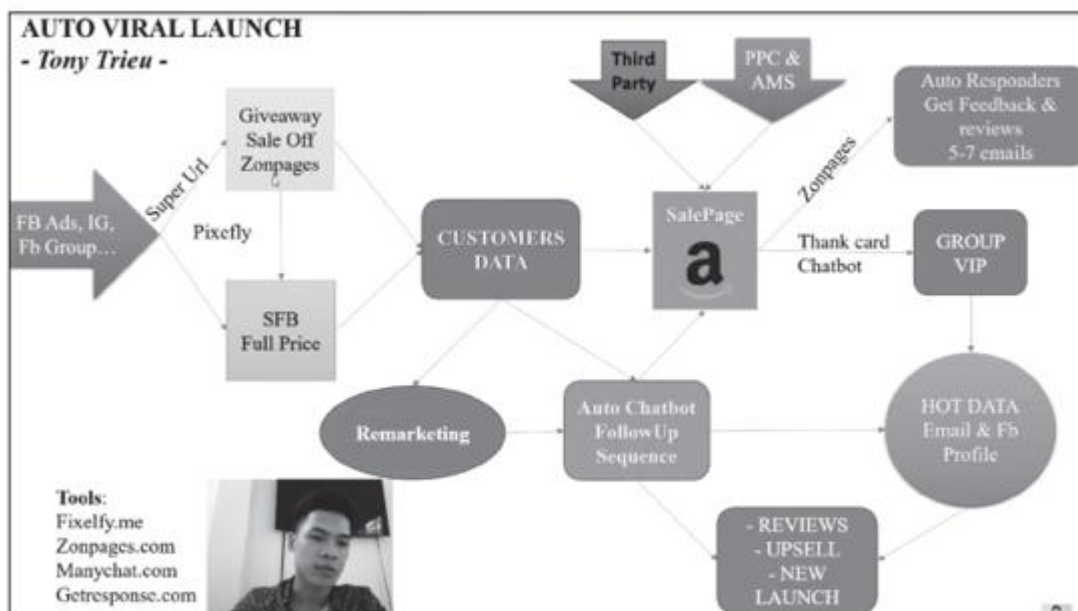 AUTO VIRAL LAUNCH
- Tony Trieu -
Third
Party
PPC &
AMS
Auto Responders
Get Feedback &
reviews
5-7 emails
Giveaway
Sale Off
Zonpages
Super Url
Zonpages
FB Ads, IG,
Fb Group...
Pixefly
CUSTOMERS
DATA
SalePage
a
Thank card
Chatbot
GROUP
VIP
SFB
Full Price
Remarketing
Auto Chatbot
FollowUp
Sequence
HOT DATA
Email & Fb
Profile
Tools:
Fixelfy.me
Zonpages.com
Manychat.com
Getresponse.com
- REVIEWS
- UPSELL
- NEW
LAUNCH